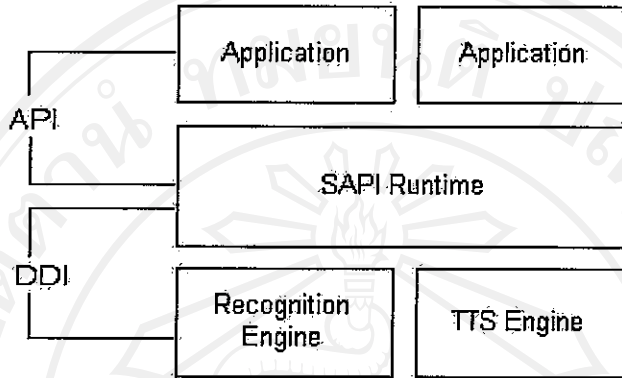 Application
Application
API
SAPI Runtime
DDI
Recognition
Engine
TTS Engine